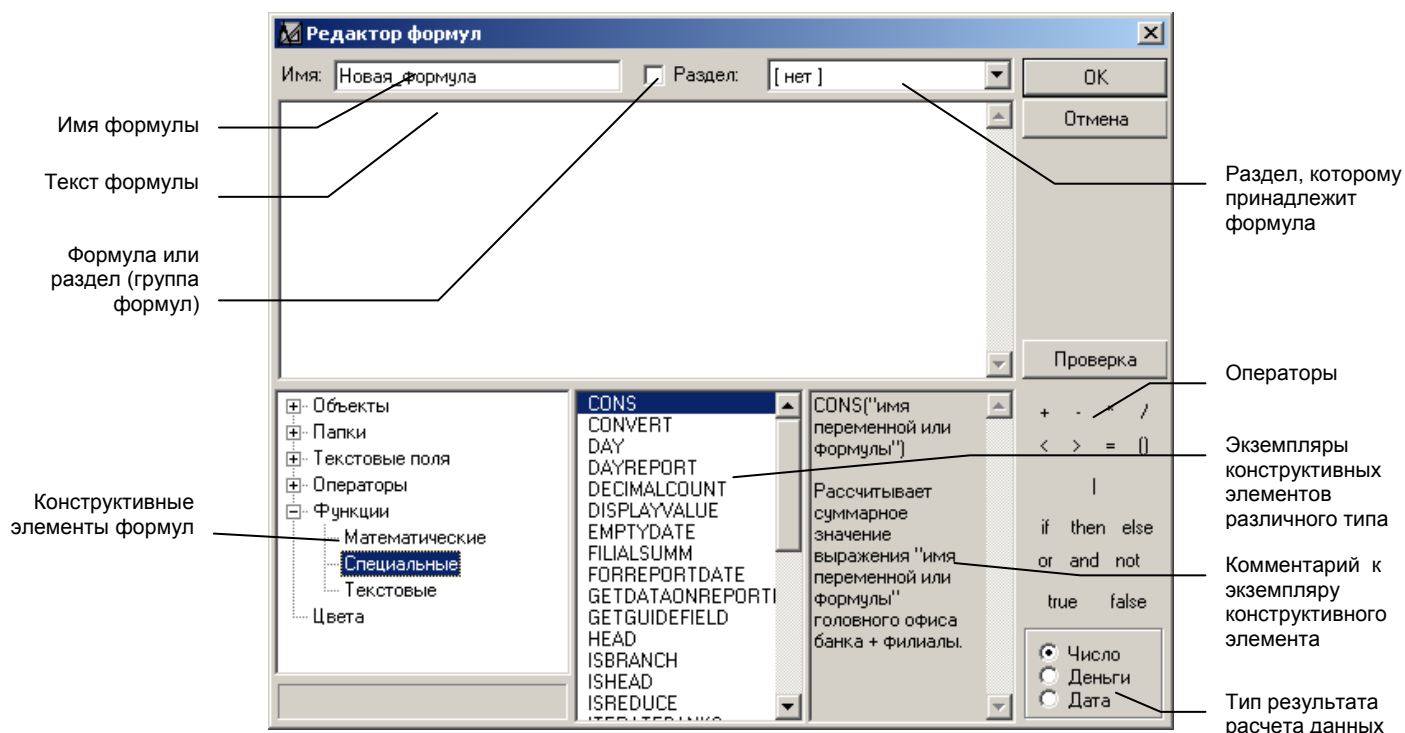 Редактор формул
Имя: Новая_формула
Раздел: [ нет ]
OK
Отмена
Проверка
Имя формулы
Текст формулы
Формула или
раздел (группа
формул)
Конструктивные
элементы формул
Объекты
Папки
Текстовые поля
Операторы
Функции
Математические
Специальные
Текстовые
Цвета
CONS
CONVERT
DAY
DAYREPORT
DECIMALCOUNT
DISPLAYVALUE
EMPTYDATE
FILIALSUMM
FORREPORTDATE
GETDATAONREPORTI
GETGUIDEFIELD
HEAD
ISBRANCH
ISHEAD
ISREDUCE
CONS("имя
переменной или
формулы")
Рассчитывает
суммарное
значение
выражения "имя
переменной или
формулы"
головного офиса
банка + филиалы.
+ - * /
< > = ()
|
if then else
or and not
true false
Число
Деньги
Дата
Раздел, которому
принадлежит
формула
Операторы
Экземпляры
конструктивных
элементов
различного типа
Комментарий к
экземпляру
конструктивного
элемента
Тип результата
расчета данных